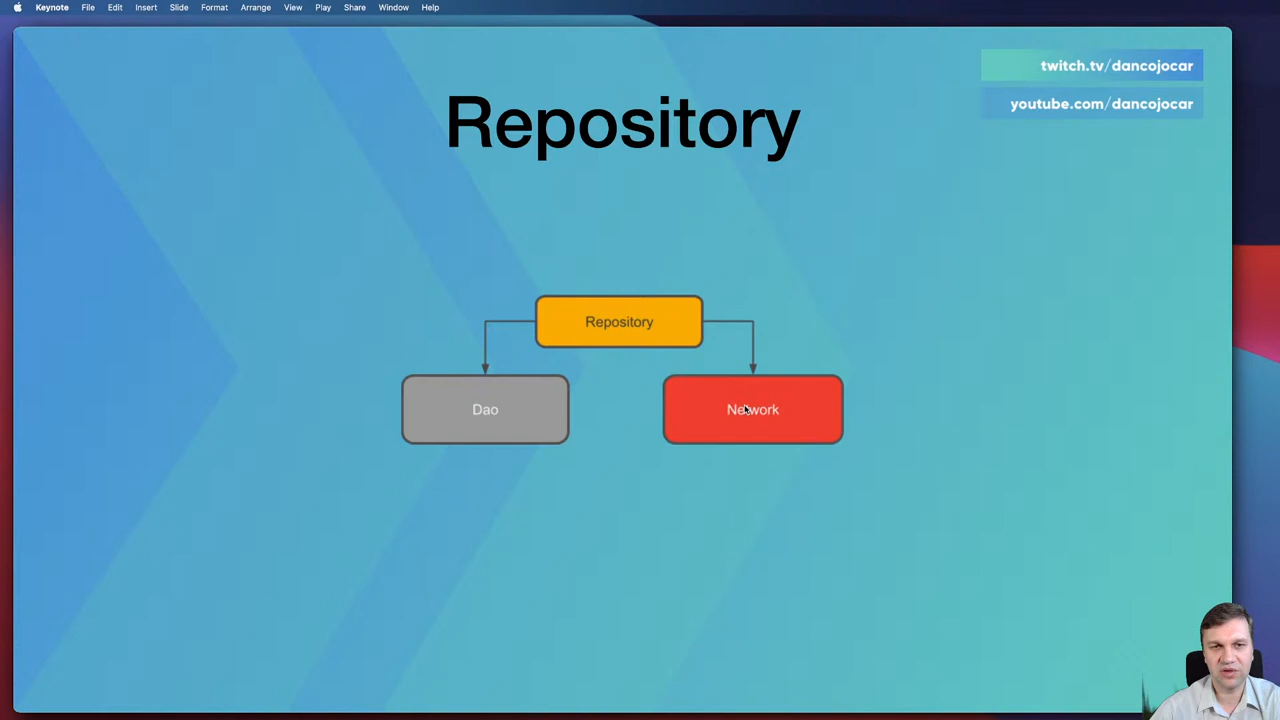 Keynote File Edit Insert Slide Format Arrange View Play Share Window Help
twitch.tv/dancojocar
youtube.com/dancojocar
Repository
Repository
Dao
Network